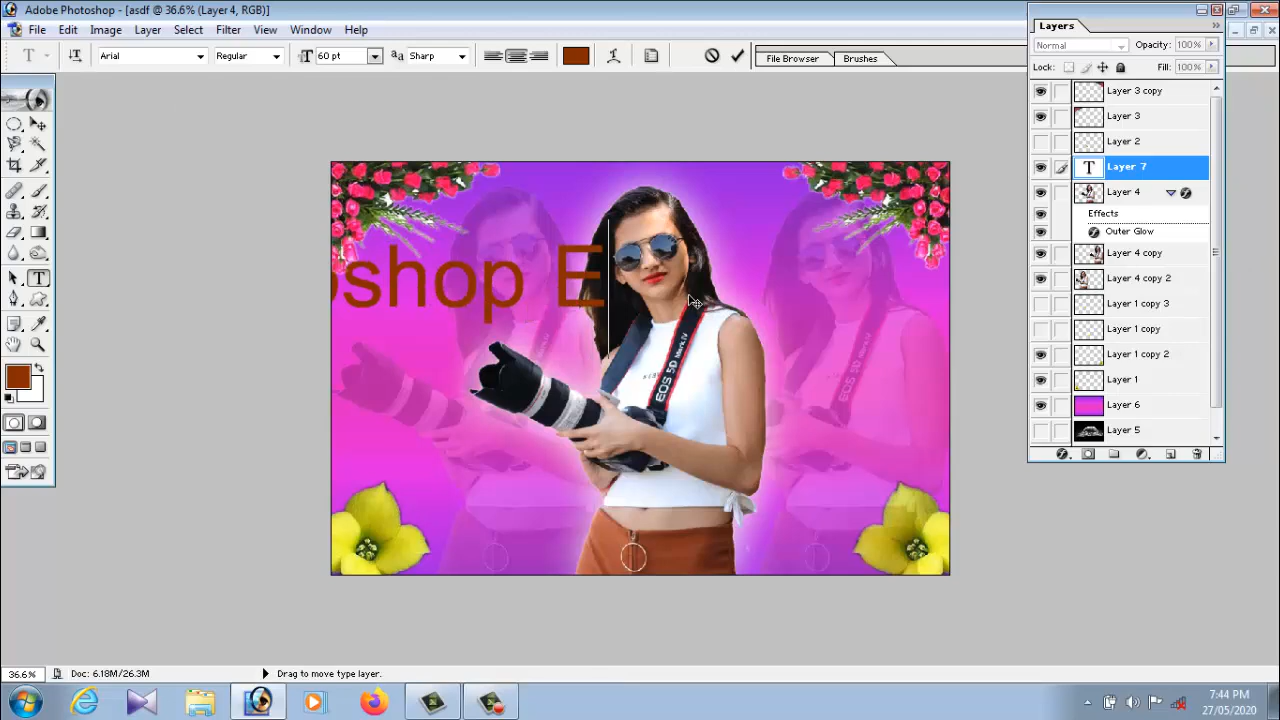 Adobe Photoshop - [asdf @ 36.6% (Layer 4, RGB)]
File Edit Image Layer Select Filter View Window Help
T Arial Regular 60 pt aa Sharp File Browser Brushes
shop E
EOS 5D Mark IV
Layers
Normal Opacity: 100%
Lock: Fill: 100%
Layer 3 copy
Layer 3
Layer 2
T Layer 7
Layer 4
Effects
Outer Glow
Layer 4 copy
Layer 4 copy 2
Layer 1 copy 3
Layer 1 copy
Layer 1 copy 2
Layer 1
Layer 6
Layer 5
36.6% Doc: 6.18M/26.3M Drag to move type layer.
7:44 PM
27/05/2020